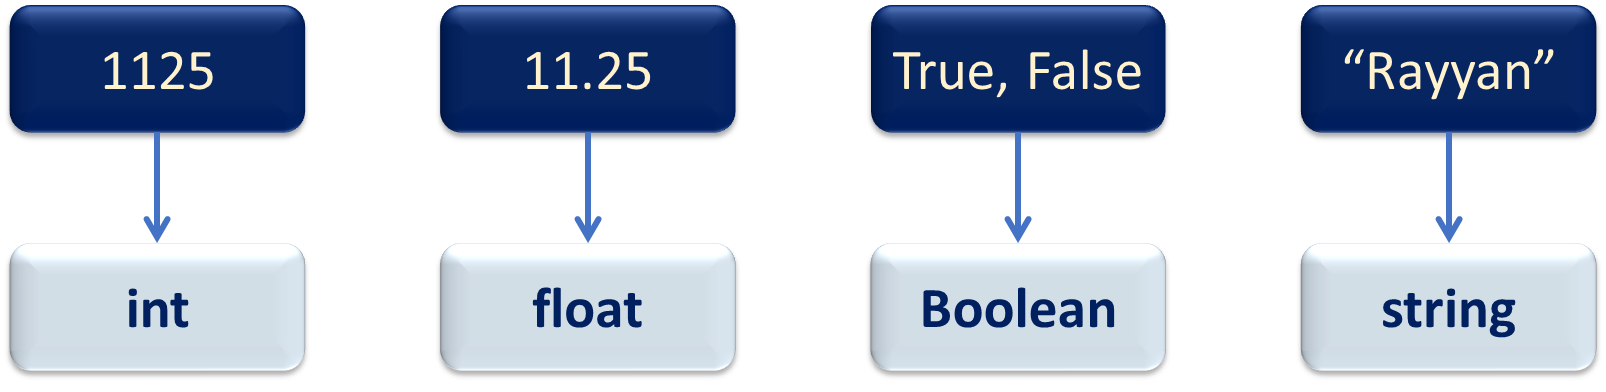 1125
11.25
True, False
“Rayyan”
int
float
Boolean
string